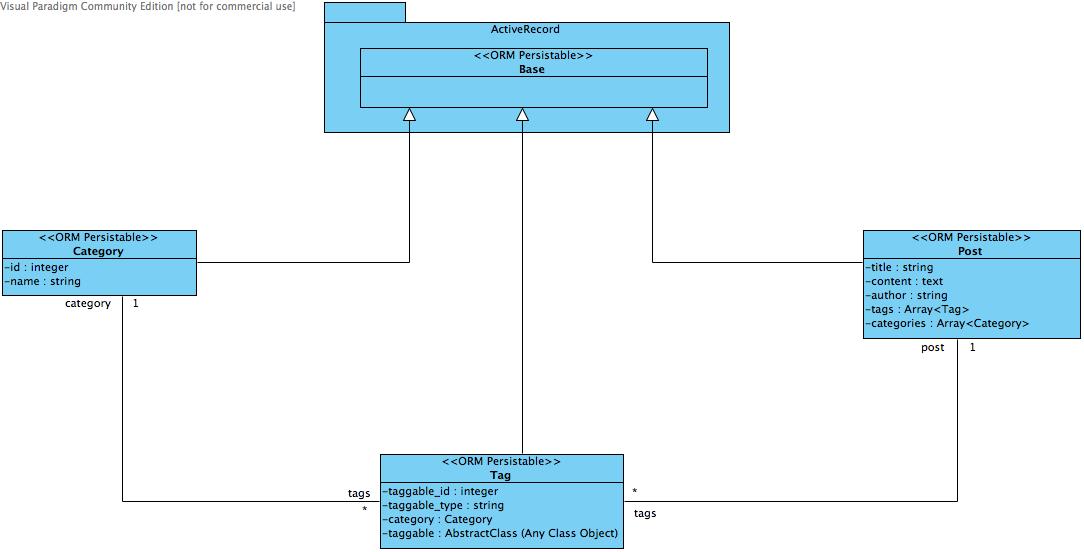 Visual Paradigm Community Edition [not for commercial use]
ActiveRecord
<<ORM Persistable>>
Base
<<ORM Persistable>>
Category
-id : integer
-name : string
category 1
<<ORM Persistable>>
Post
-title : string
-content : text
-author : string
-tags : Array<Tag>
-categories : Array<Category>
post 1
<<ORM Persistable>>
Tag
-taggable_id : integer
-taggable_type : string
-category : Category
-taggable : AbstractClass (Any Class Object)
tags
*
*
tags